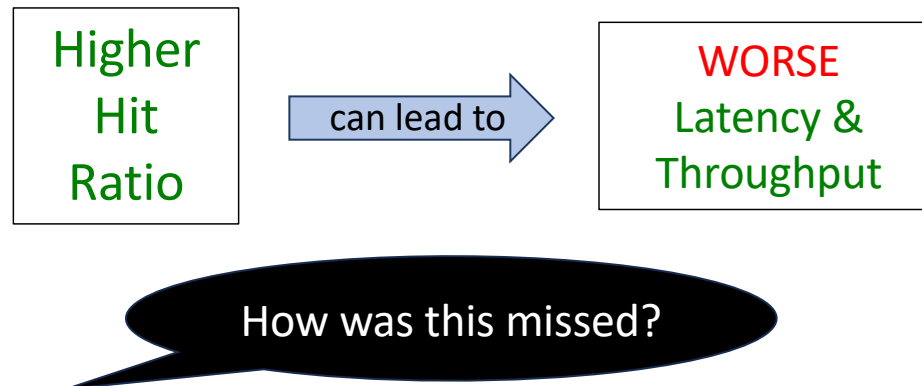 Higher
Hit
Ratio
can lead to
WORSE
Latency &
Throughput
How was this missed?